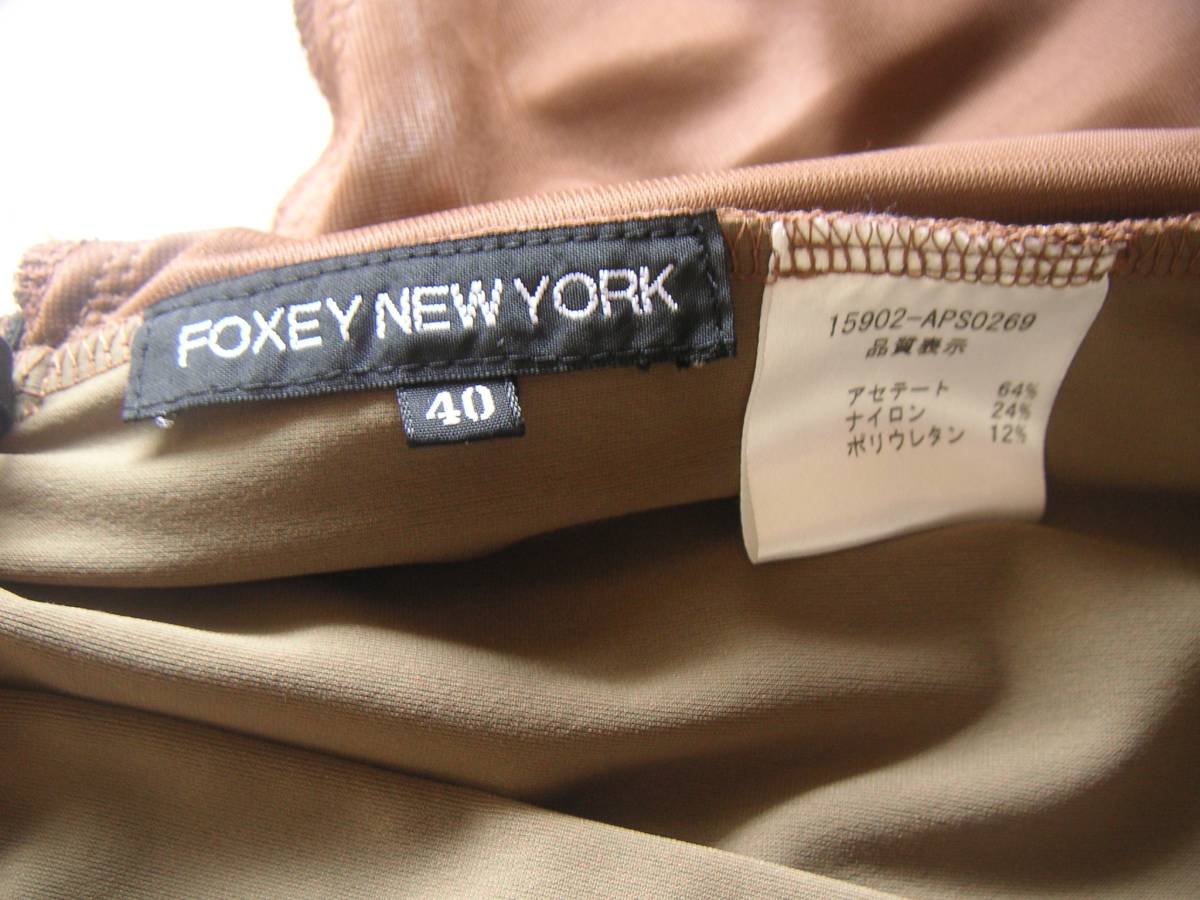 FOXEY NEW YORK
40
15902-APS0269
品質表示
アセテート 64%
ナイロン 24%
ポリウレタン 12%